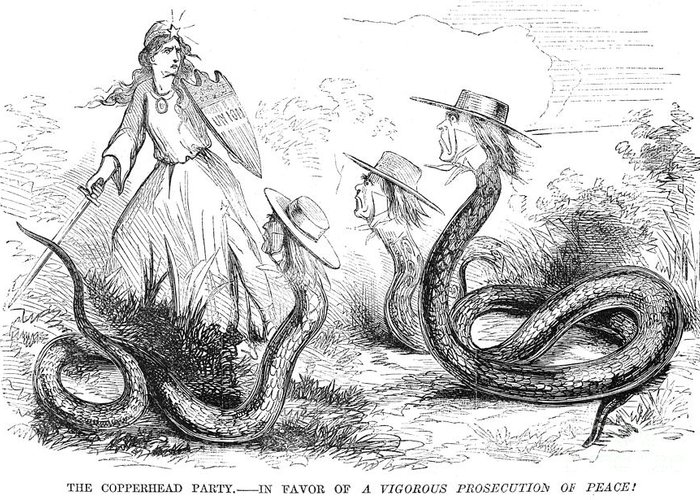 UNION
THE COPPERHEAD PARTY.—IN FAVOR OF A VIGOROUS PROSECUTION OF PEACE!